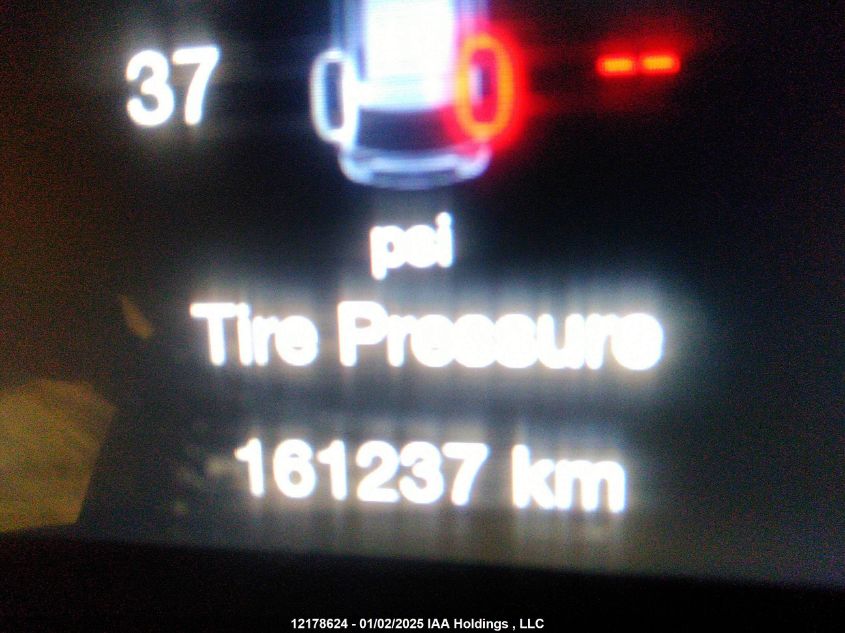 37 --
psi
Tire Pressure
161237 km
12178624 - 01/02/2025 IAA Holdings , LLC